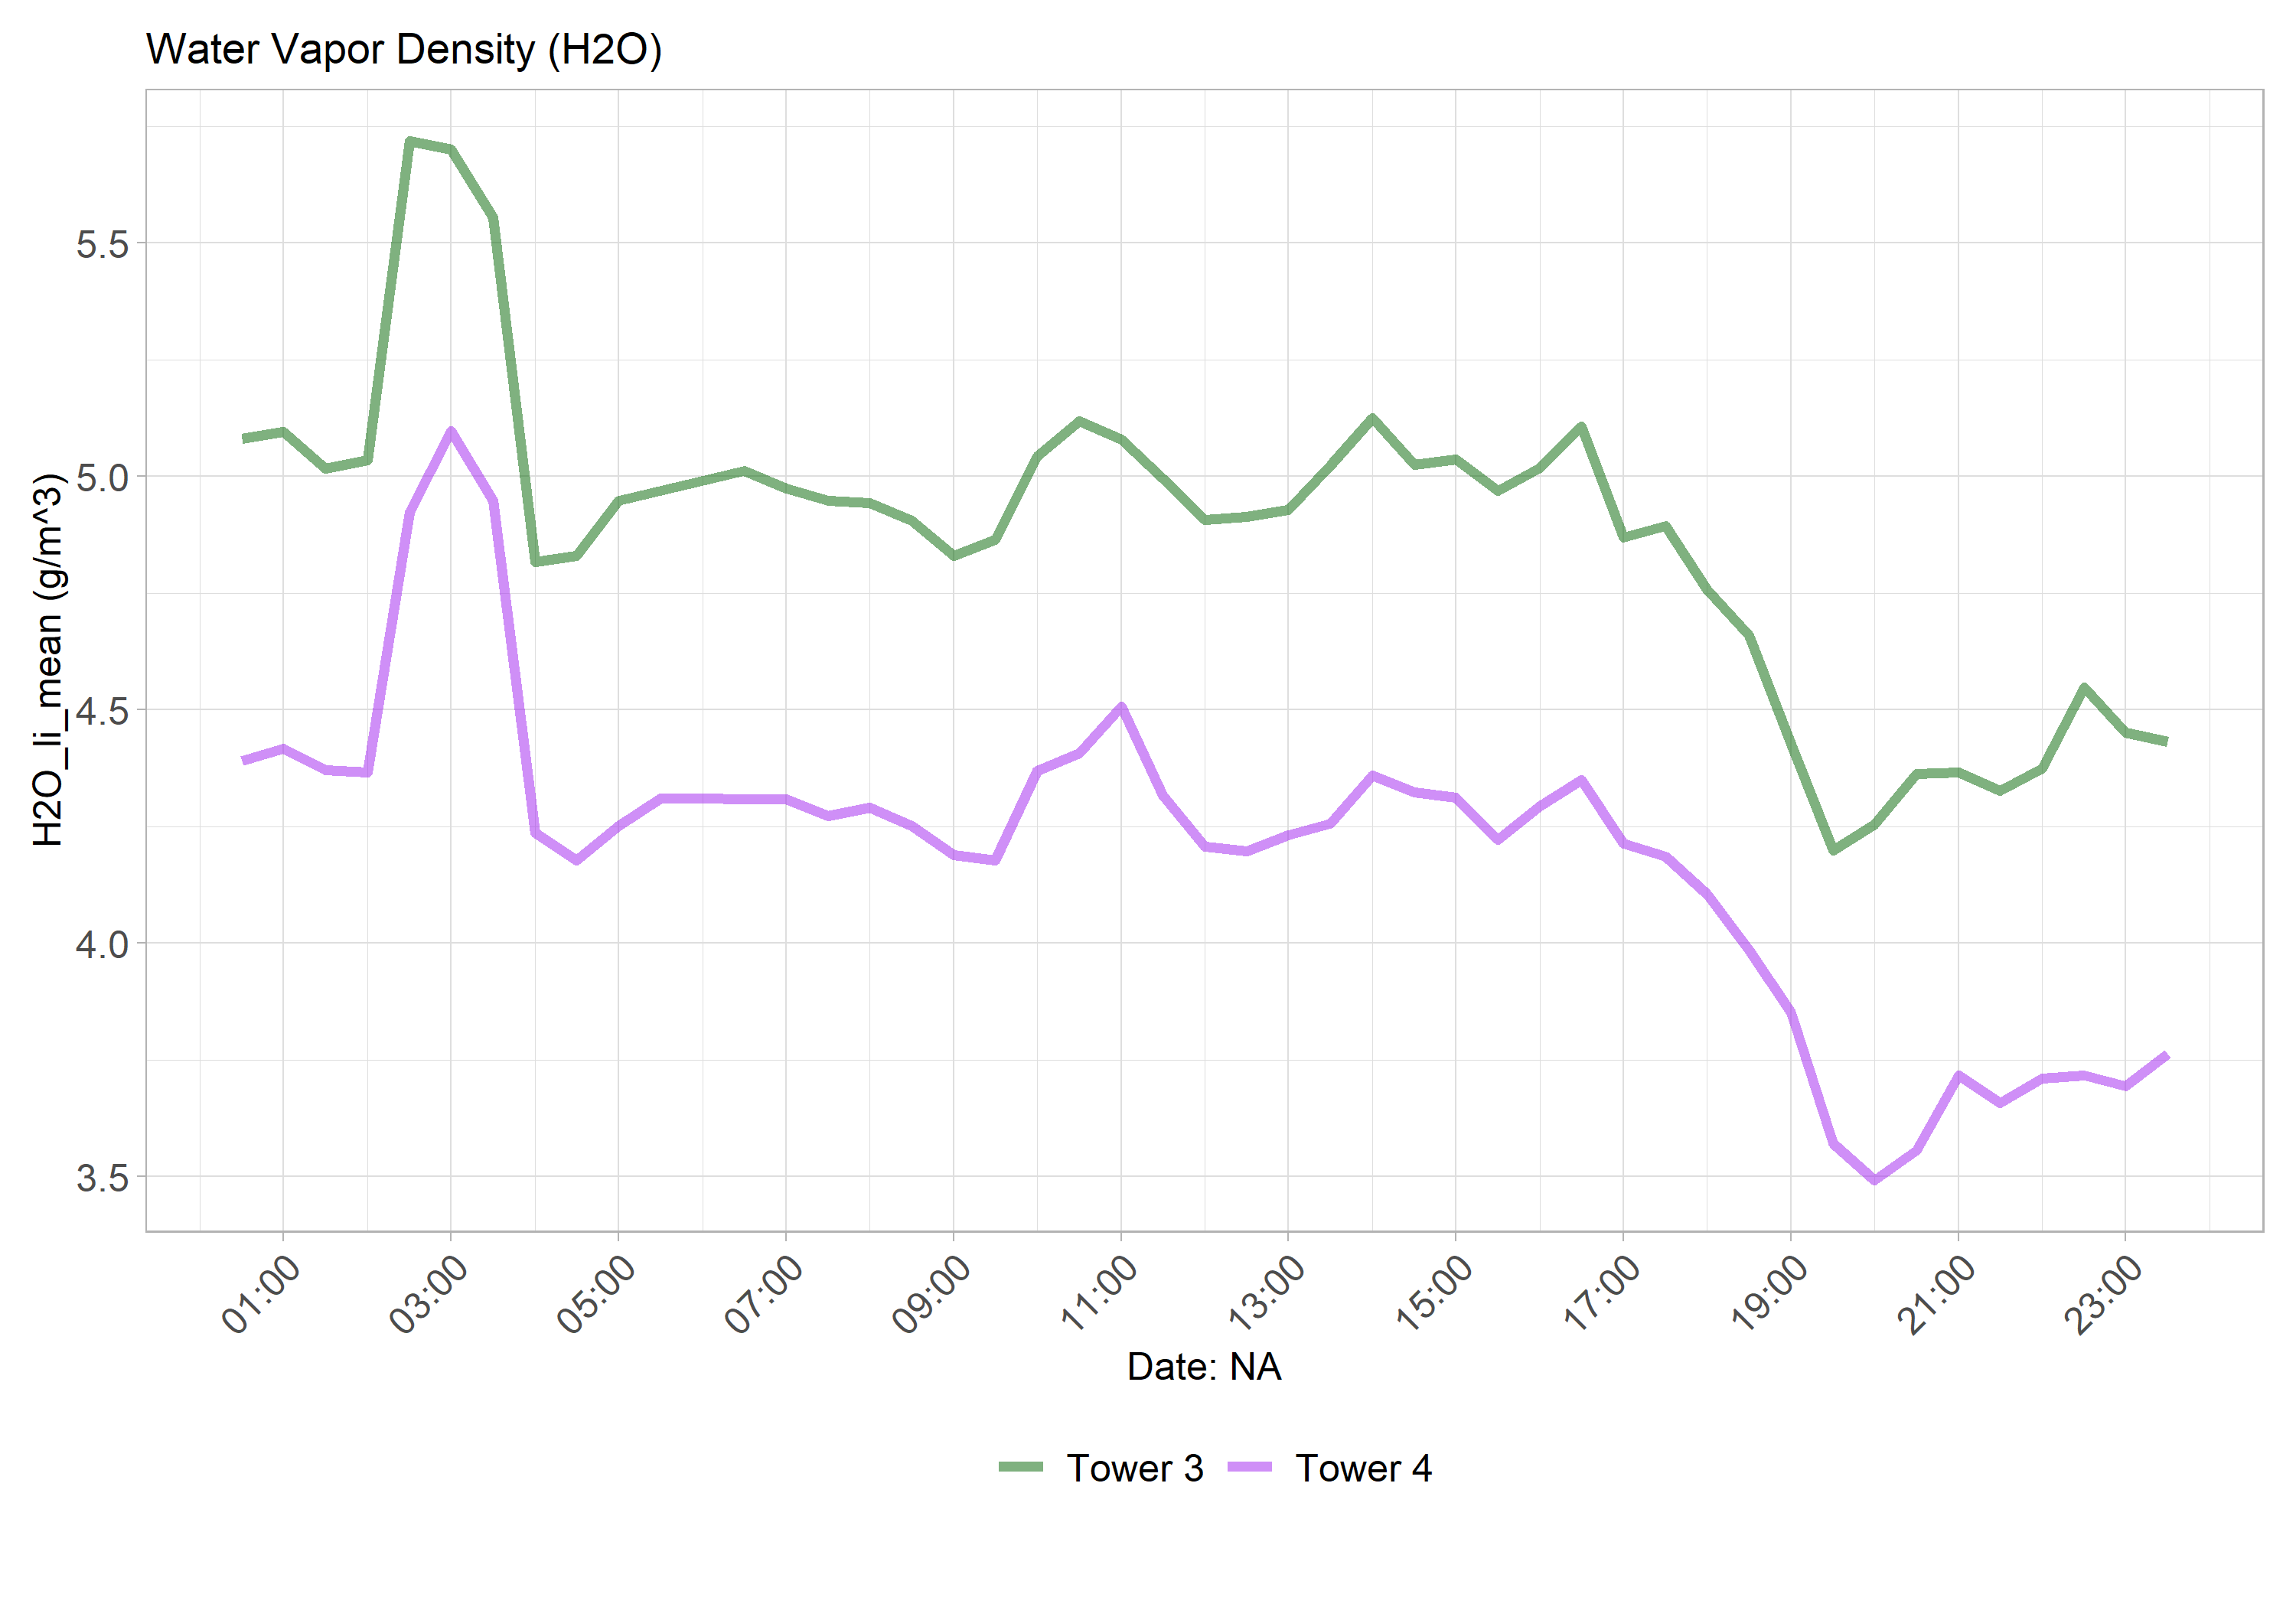 Water Vapor Density (H2O)
H2O_li_mean (g/m^3)
5.5
5.0
4.5
4.0
3.5
01:00 03:00 05:00 07:00 09:00 11:00 13:00 15:00 17:00 19:00 21:00 23:00
Date: NA
Tower 3 Tower 4